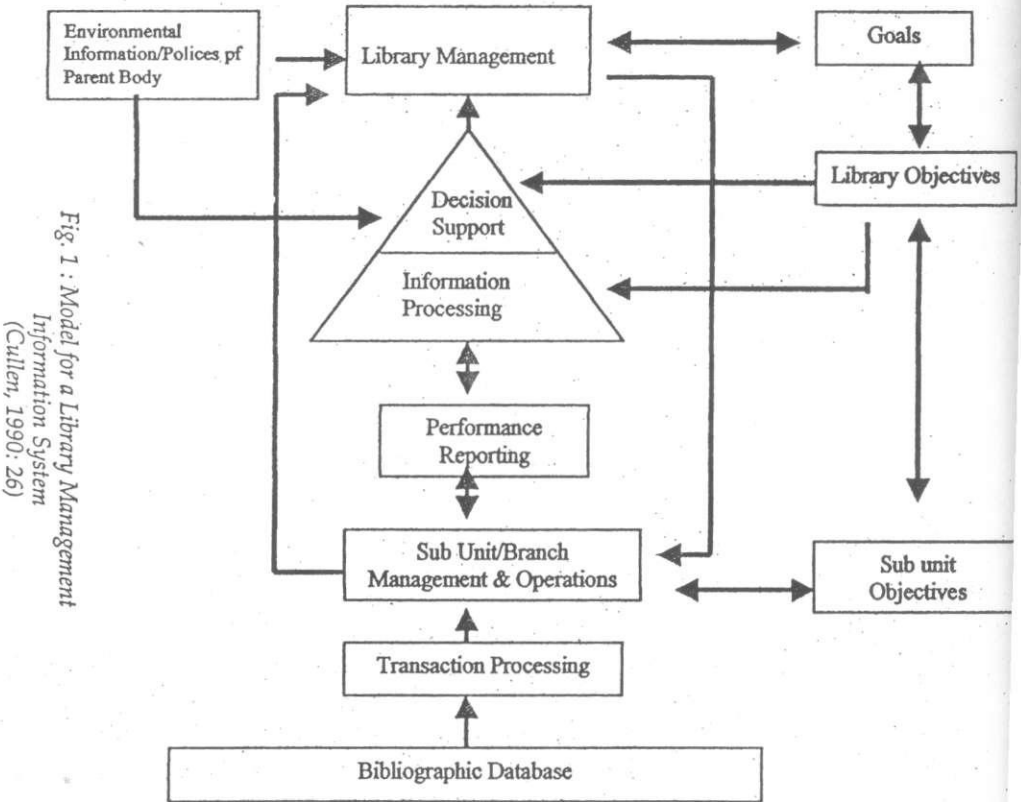 Environmental
Information/Polices pf
Parent Body
Library Management
Goals
Library Objectives
Decision
Support
Information
Processing
Performance
Reporting
Sub Unit/Branch
Management & Operations
Sub unit
Objectives
Transaction Processing
Bibliographic Database
Fig. 1 : Model for a Library Management
Information System
(Cullen, 1990: 26)